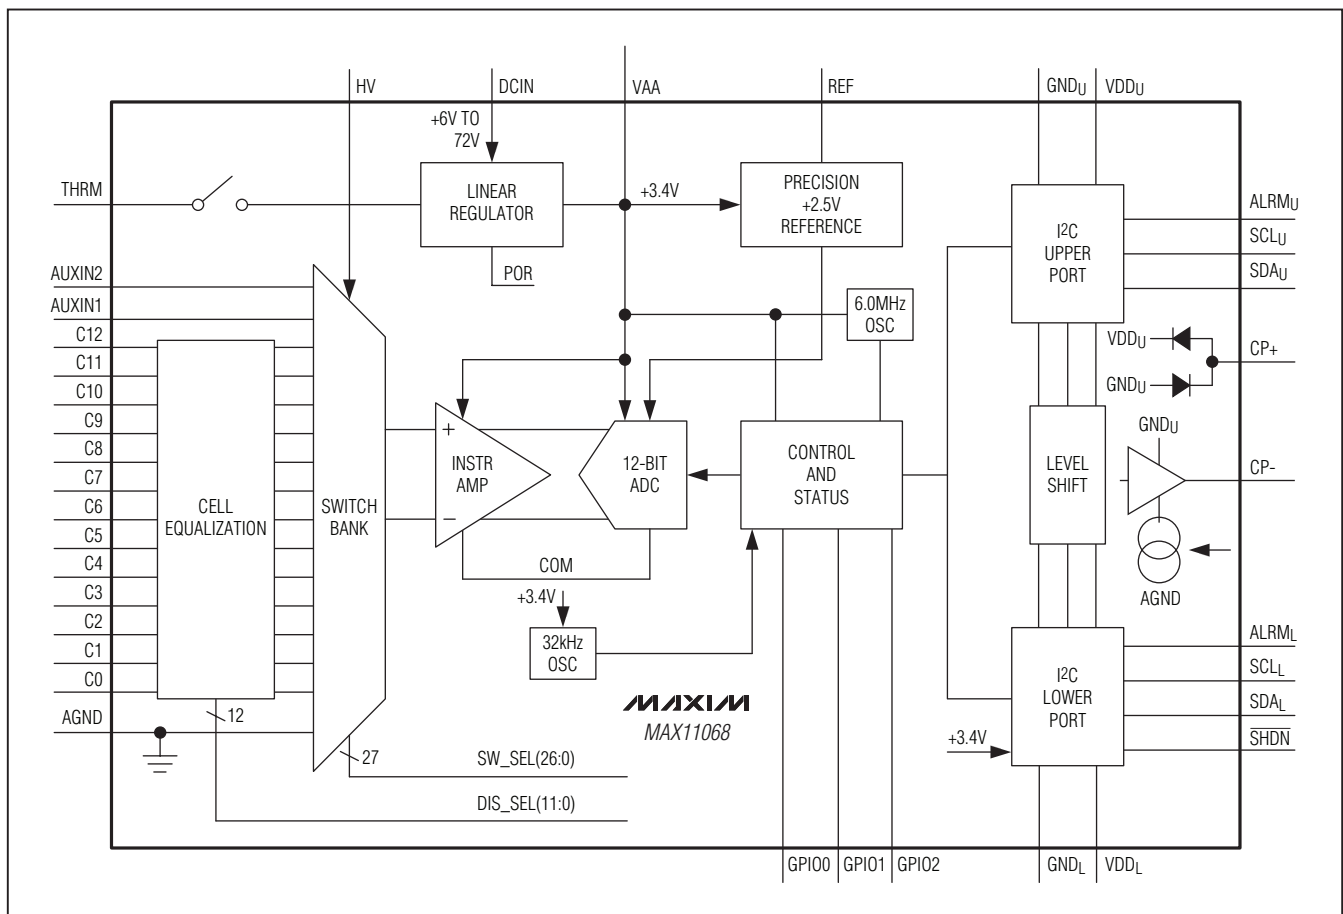 HV
DCIN
VAA
REF
GNDU
VDDU
+6V TO
72V
THRM
LINEAR
REGULATOR
+3.4V
PRECISION
+2.5V
REFERENCE
I2C
UPPER
PORT
ALRMU
SCLU
SDAU
POR
AUXIN2
AUXIN1
6.0MHz
OSC
C12
C11
C10
C9
C8
C7
C6
C5
C4
C3
C2
C1
C0
AGND
CELL
EQUALIZATION
SWITCH
BANK
+
INSTR
AMP
−
12-BIT
ADC
CONTROL
AND
STATUS
COM
+3.4V
32kHz
OSC
VDDU
GNDU
CP+
LEVEL
SHIFT
GNDU
CP-
AGND
I2C
LOWER
PORT
+3.4V
ALRML
SCLL
SDAL
SHDN
12
27
MAXIM
MAX11068
SW_SEL(26:0)
DIS_SEL(11:0)
GPIO0
GPIO1
GPIO2
GNDL
VDDL